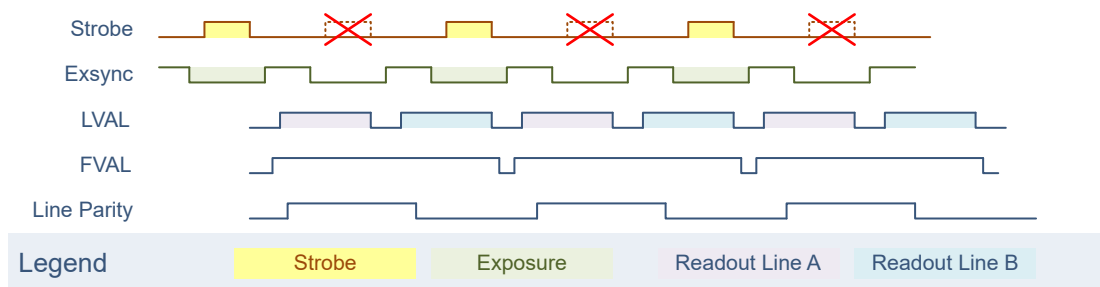 Strobe
Exsync
LVAL
FVAL
Line Parity
Legend
Strobe
Exposure
Readout Line A
Readout Line B